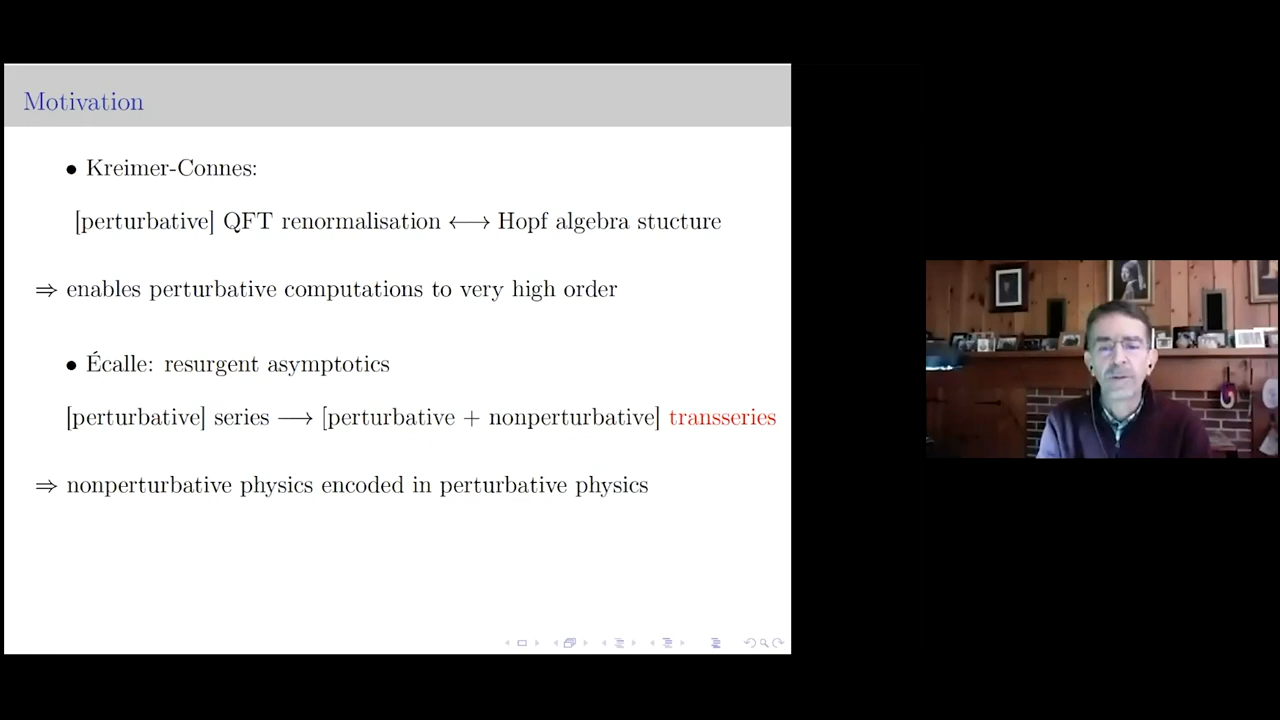 Motivation
• Kreimer-Connes:
[perturbative] QFT renormalisation ⟷ Hopf algebra stucture
⇒ enables perturbative computations to very high order
• Écalle: resurgent asymptotics
[perturbative] series ⟶ [perturbative + nonperturbative] transseries
⇒ nonperturbative physics encoded in perturbative physics